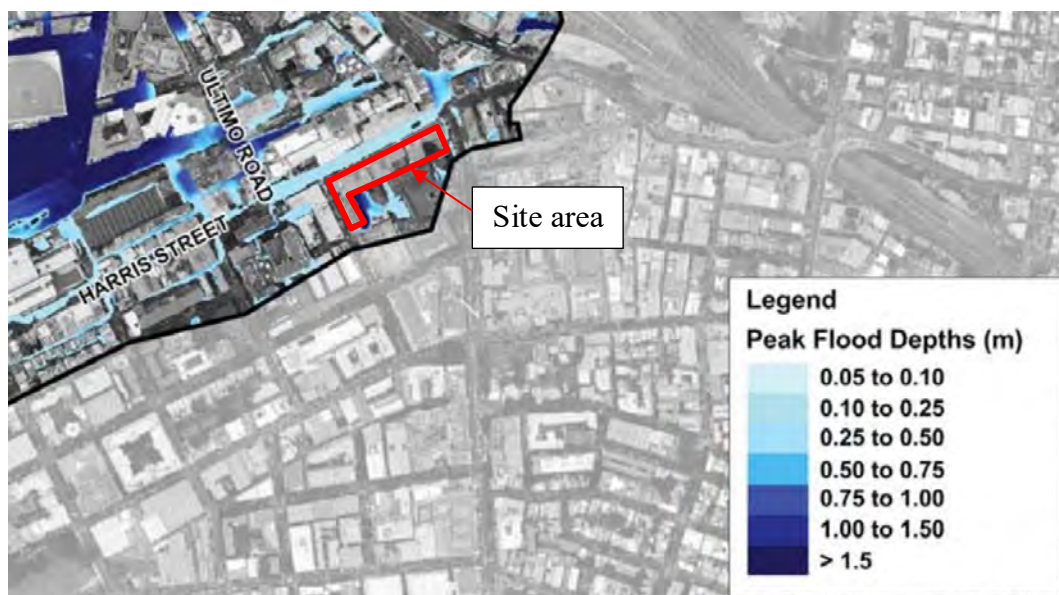 ULTIMO ROAD
HARRIS STREET
Site area
Legend
Peak Flood Depths (m)
0.05 to 0.10
0.10 to 0.25
0.25 to 0.50
0.50 to 0.75
0.75 to 1.00
1.00 to 1.50
> 1.5